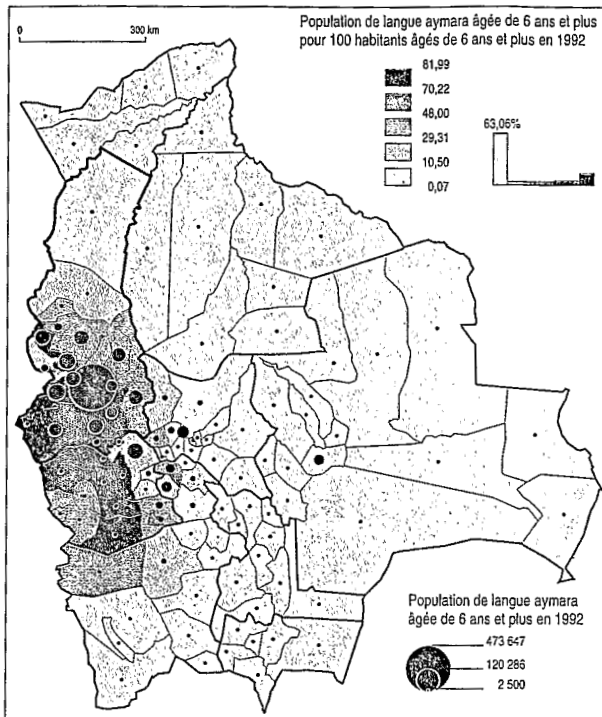 0 300 km
Population de langue aymara âgée de 6 ans et plus
pour 100 habitants âgés de 6 ans et plus en 1992
81,99
70,22
48,00
29,31
10,50
0,07
63,06%
Population de langue aymara
âgée de 6 ans et plus en 1992
473 647
120 286
2 500